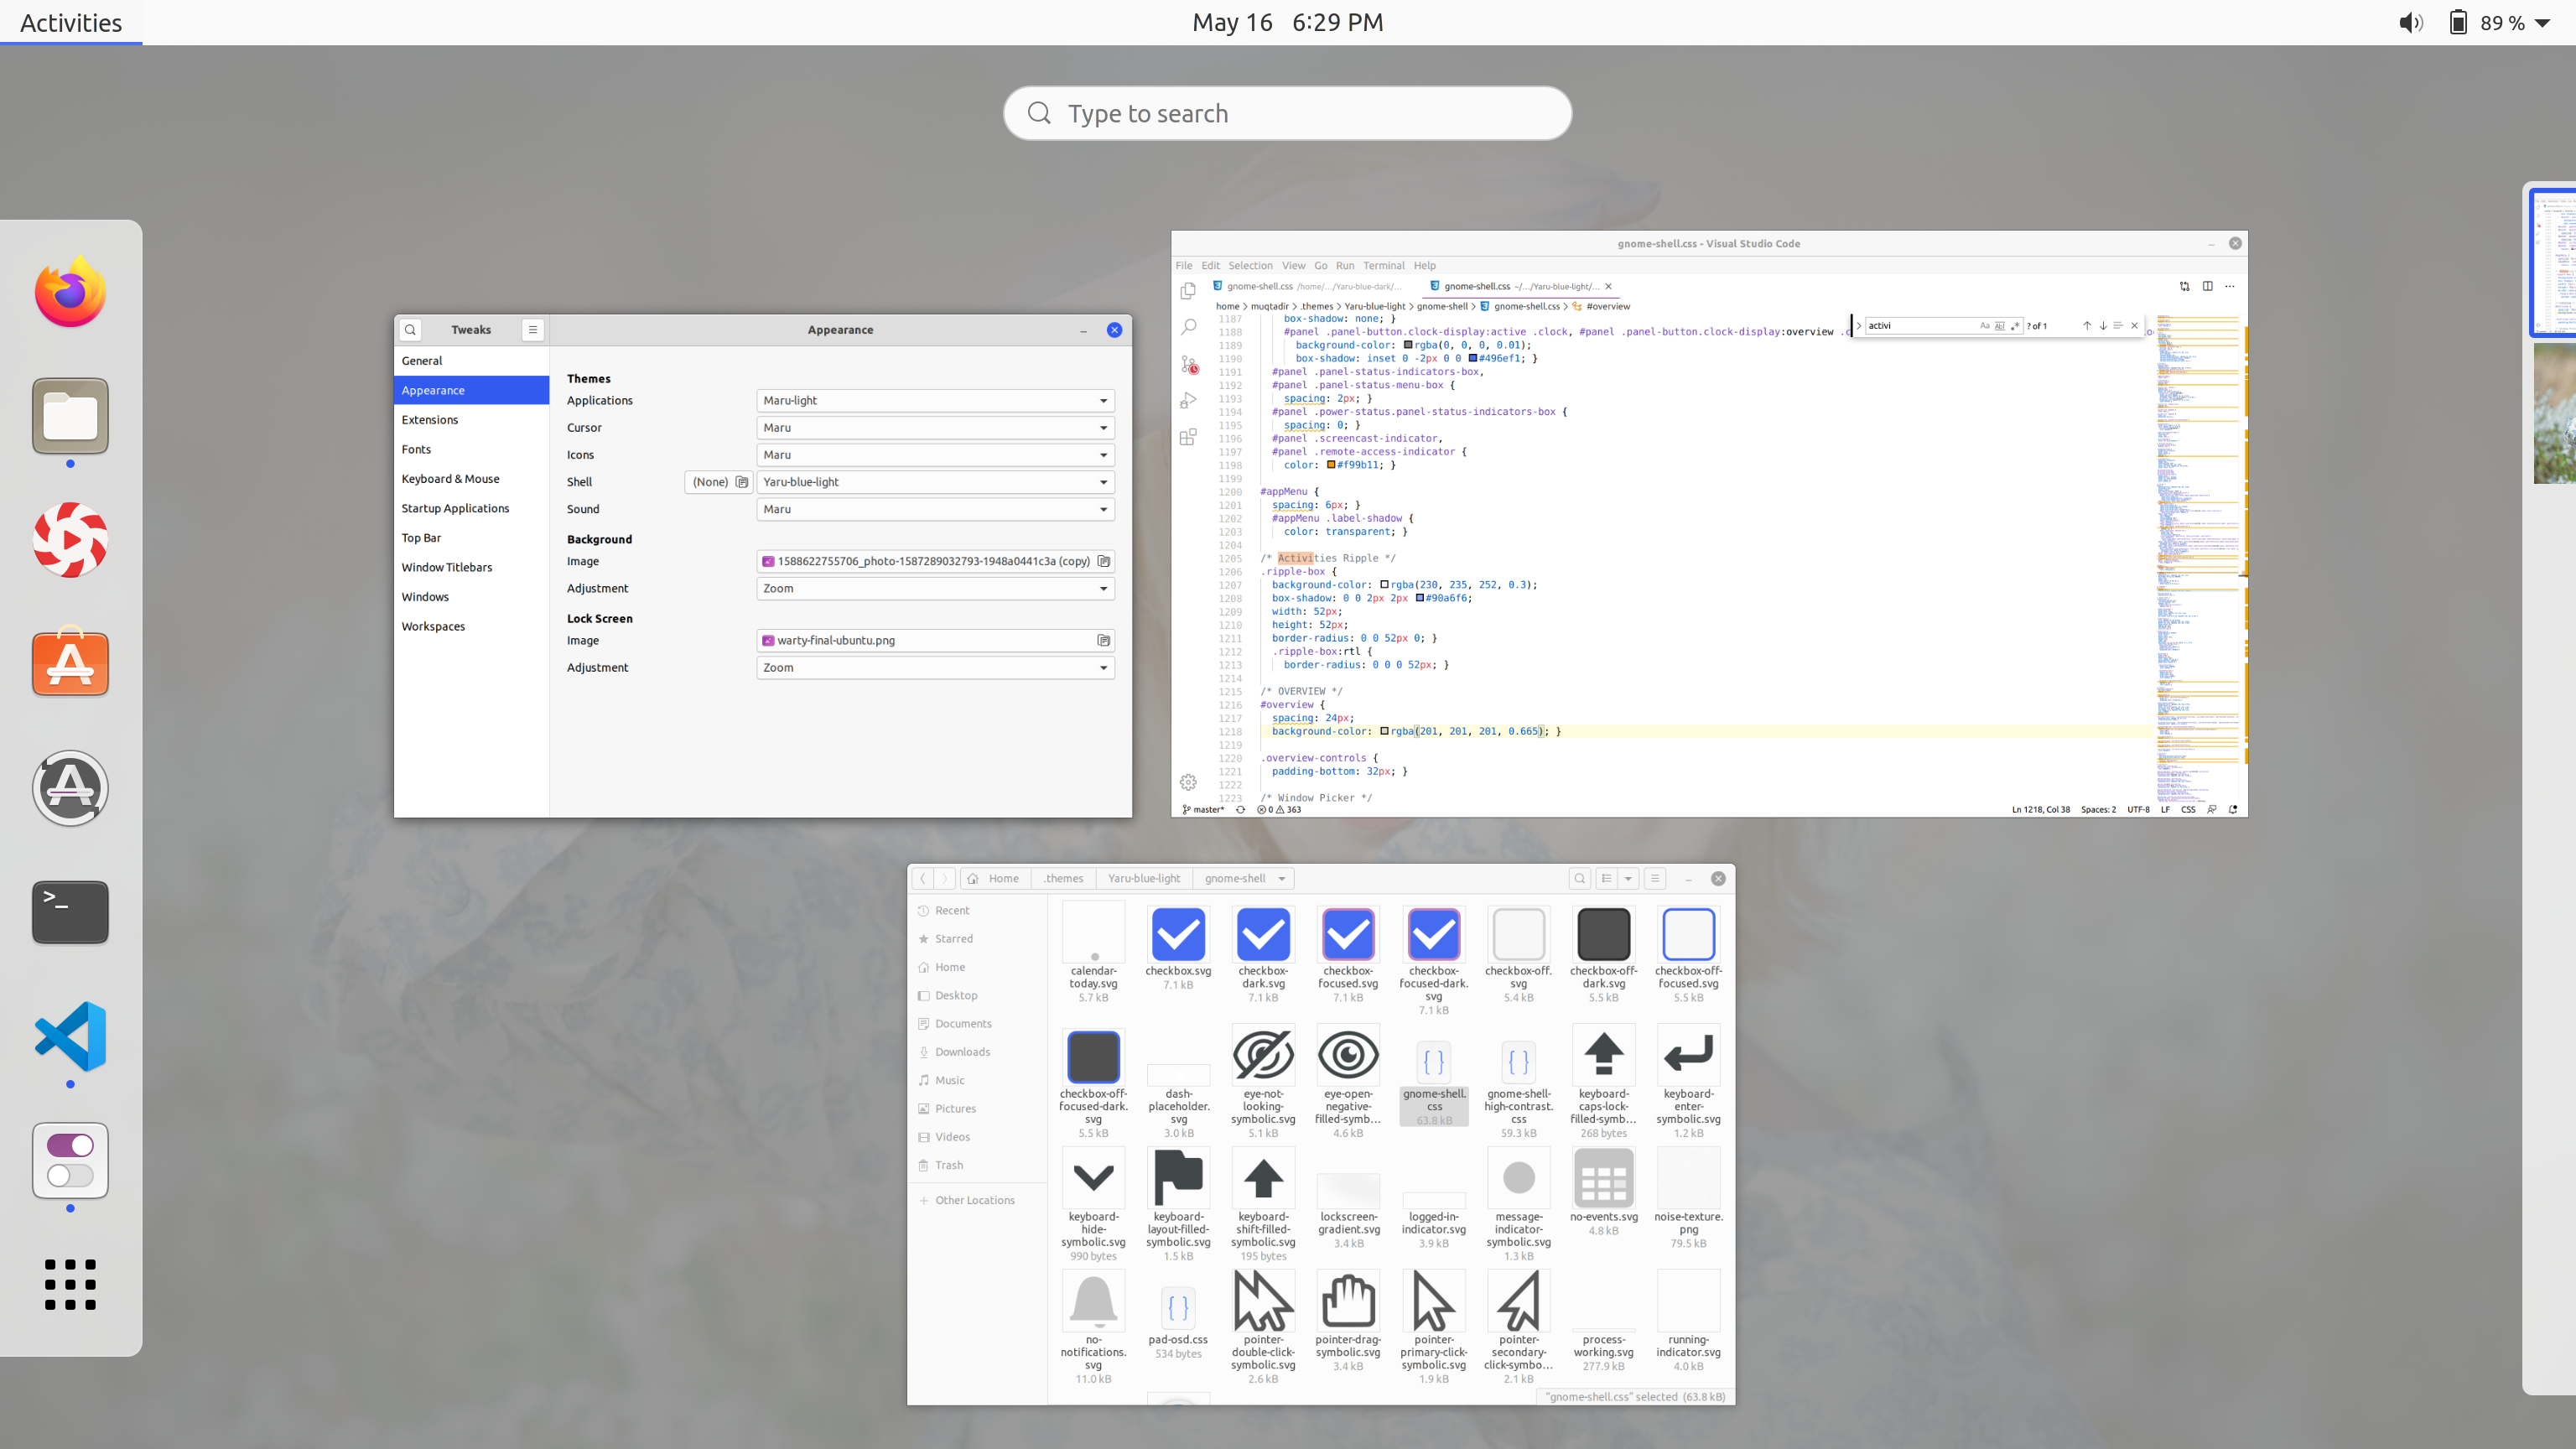 Activities
May 16 6:29 PM
89 %
Type to search
Tweaks
Appearance
General
Appearance
Extensions
Fonts
Keyboard & Mouse
Startup Applications
Top Bar
Window Titlebars
Windows
Workspaces
Themes
Applications Maru-light
Cursor Maru
Icons Maru
Shell (None) Yaru-blue-light
Sound Maru
Background
Image 1588622755706_photo-1587289032793-1948a0441c3a (copy)
Adjustment Zoom
Lock Screen
Image warty-final-ubuntu.png
Adjustment Zoom
gnome-shell.css - Visual Studio Code
File Edit Selection View Go Run Terminal Help
gnome-shell.css /home/.../Yaru-blue-dark/... gnome-shell.css ~/.../Yaru-blue-light/...
home > muqtadir > .themes > Yaru-blue-light > gnome-shell > gnome-shell.css > #overview
activi Aa Ab| .* ? of 1
1187 box-shadow: none; }
1188 #panel .panel-button.clock-display:active .clock, #panel .panel-button.clock-display:overview .c
1189 background-color: rgba(0, 0, 0, 0.01);
1190 box-shadow: inset 0 -2px 0 0 #496ef1; }
1191 #panel .panel-status-indicators-box,
1192 #panel .panel-status-menu-box {
1193 spacing: 2px; }
1194 #panel .power-status.panel-status-indicators-box {
1195 spacing: 0; }
1196 #panel .screencast-indicator,
1197 #panel .remote-access-indicator {
1198 color: #f99b11; }
1199
1200 #appMenu {
1201 spacing: 6px; }
1202 #appMenu .label-shadow {
1203 color: transparent; }
1204
1205 /* Activities Ripple */
1206 .ripple-box {
1207 background-color: rgba(230, 235, 252, 0.3);
1208 box-shadow: 0 0 2px 2px #90a6f6;
1209 width: 52px;
1210 height: 52px;
1211 border-radius: 0 0 52px 0; }
1212 .ripple-box:rtl {
1213 border-radius: 0 0 0 52px; }
1214
1215 /* OVERVIEW */
1216 #overview {
1217 spacing: 24px;
1218 background-color: rgba(201, 201, 201, 0.665); }
1219
1220 .overview-controls {
1221 padding-bottom: 32px; }
1222
1223 /* Window Picker */
master* 0 363 Ln 1218, Col 38 Spaces: 2 UTF-8 LF CSS
Home .themes Yaru-blue-light gnome-shell
Recent
Starred
Home
Desktop
Documents
Downloads
Music
Pictures
Videos
Trash
Other Locations
calendar-today.svg 5.7 kB
checkbox.svg 7.1 kB
checkbox-dark.svg 7.1 kB
checkbox-focused.svg 7.1 kB
checkbox-focused-dark.svg 7.1 kB
checkbox-off.svg 5.4 kB
checkbox-off-dark.svg 5.5 kB
checkbox-off-focused.svg 5.5 kB
checkbox-off-focused-dark.svg 5.5 kB
dash-placeholder.svg 3.0 kB
eye-not-looking-symbolic.svg 5.1 kB
eye-open-negative-filled-symb... 4.6 kB
gnome-shell.css 63.8 kB
gnome-shell-high-contrast.css 59.3 kB
keyboard-caps-lock-filled-symb... 268 bytes
keyboard-enter-symbolic.svg 1.2 kB
keyboard-hide-symbolic.svg 990 bytes
keyboard-layout-filled-symbolic.svg 1.5 kB
keyboard-shift-filled-symbolic.svg 195 bytes
lockscreen-gradient.svg 3.4 kB
logged-in-indicator.svg 3.9 kB
message-indicator-symbolic.svg 1.3 kB
no-events.svg 4.8 kB
noise-texture.png 79.5 kB
no-notifications.svg 11.0 kB
pad-osd.css 534 bytes
pointer-double-click-symbolic.svg 2.6 kB
pointer-drag-symbolic.svg 3.4 kB
pointer-primary-click-symbolic.svg 1.9 kB
pointer-secondary-click-symbo... 2.1 kB
process-working.svg 277.9 kB
running-indicator.svg 4.0 kB
"gnome-shell.css" selected (63.8 kB)